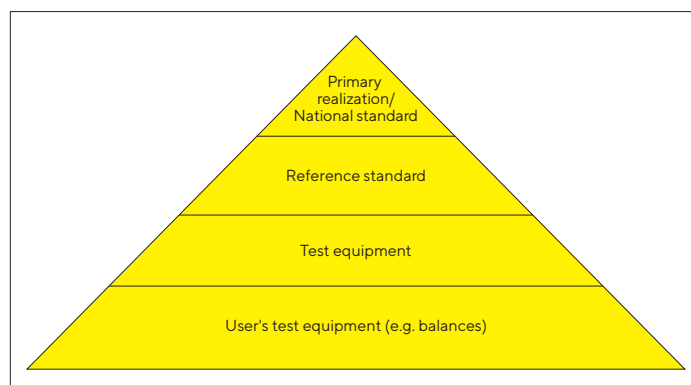 Primary
realization/
National standard
Reference standard
Test equipment
User's test equipment (e.g. balances)